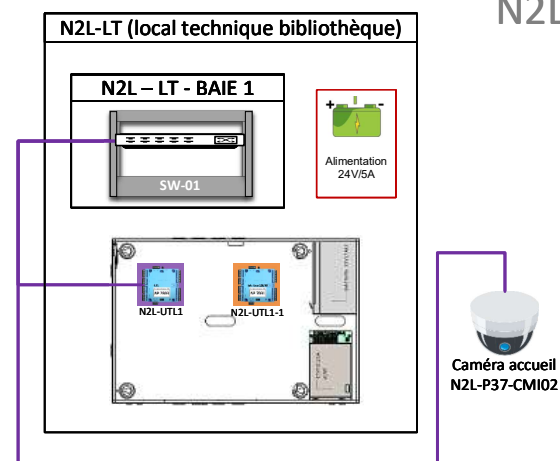 N2L
N2L-LT (local technique bibliothèque)
N2L – LT - BAIE 1
SW-01
+ -
Alimentation
24V/5A
N2L-UTL1
N2L-UTL1-1
Caméra accueil
N2L-P37-CMI02